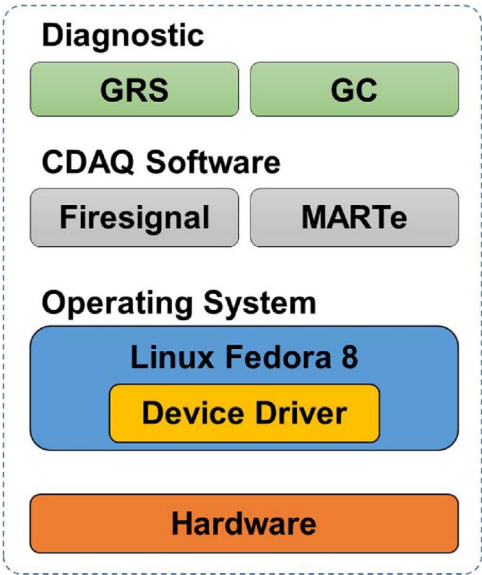 Diagnostic
GRS GC
CDAQ Software
Firesignal MARTe
Operating System
Linux Fedora 8
Device Driver
Hardware